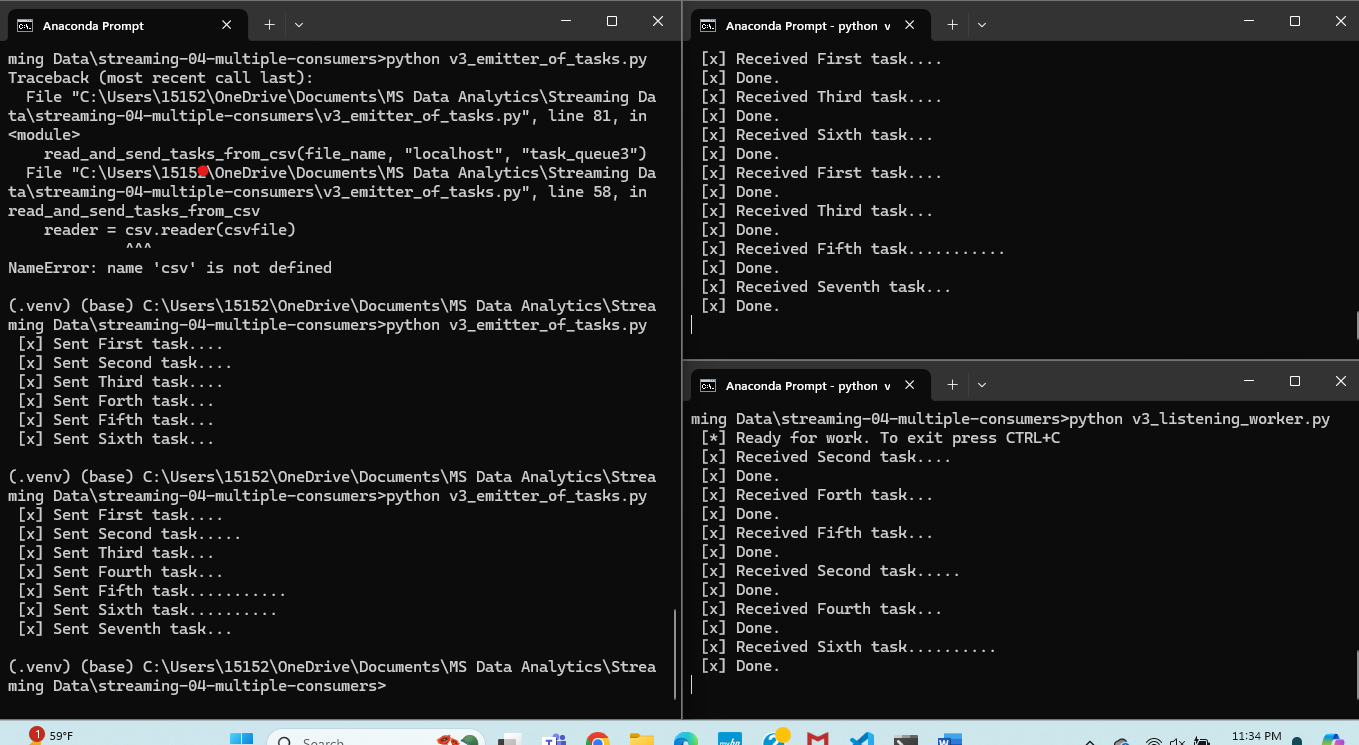 Anaconda Prompt
ming Data\streaming-04-multiple-consumers>python v3_emitter_of_tasks.py
Traceback (most recent call last):
File "C:\Users\15152\OneDrive\Documents\MS Data Analytics\Streaming Da
ta\streaming-04-multiple-consumers\v3_emitter_of_tasks.py", line 81, in
<module>
read_and_send_tasks_from_csv(file_name, "localhost", "task_queue3")
File "C:\Users\15152\OneDrive\Documents\MS Data Analytics\Streaming Da
ta\streaming-04-multiple-consumers\v3_emitter_of_tasks.py", line 58, in
read_and_send_tasks_from_csv
reader = csv.reader(csvfile)
^^^
NameError: name 'csv' is not defined
(.venv) (base) C:\Users\15152\OneDrive\Documents\MS Data Analytics\Strea
ming Data\streaming-04-multiple-consumers>python v3_emitter_of_tasks.py
[x] Sent First task....
[x] Sent Second task....
[x] Sent Third task....
[x] Sent Forth task...
[x] Sent Fifth task...
[x] Sent Sixth task...
(.venv) (base) C:\Users\15152\OneDrive\Documents\MS Data Analytics\Strea
ming Data\streaming-04-multiple-consumers>python v3_emitter_of_tasks.py
[x] Sent First task....
[x] Sent Second task.....
[x] Sent Third task...
[x] Sent Fourth task...
[x] Sent Fifth task...........
[x] Sent Sixth task..........
[x] Sent Seventh task...
(.venv) (base) C:\Users\15152\OneDrive\Documents\MS Data Analytics\Strea
ming Data\streaming-04-multiple-consumers>
Anaconda Prompt - python v
[x] Received First task....
[x] Done.
[x] Received Third task....
[x] Done.
[x] Received Sixth task...
[x] Done.
[x] Received First task....
[x] Done.
[x] Received Third task...
[x] Done.
[x] Received Fifth task...........
[x] Done.
[x] Received Seventh task...
[x] Done.
Anaconda Prompt - python v
ming Data\streaming-04-multiple-consumers>python v3_listening_worker.py
[*] Ready for work. To exit press CTRL+C
[x] Received Second task....
[x] Done.
[x] Received Forth task...
[x] Done.
[x] Received Fifth task...
[x] Done.
[x] Received Second task.....
[x] Done.
[x] Received Fourth task...
[x] Done.
[x] Received Sixth task..........
[x] Done.
1
59°F
Search
11:34 PM